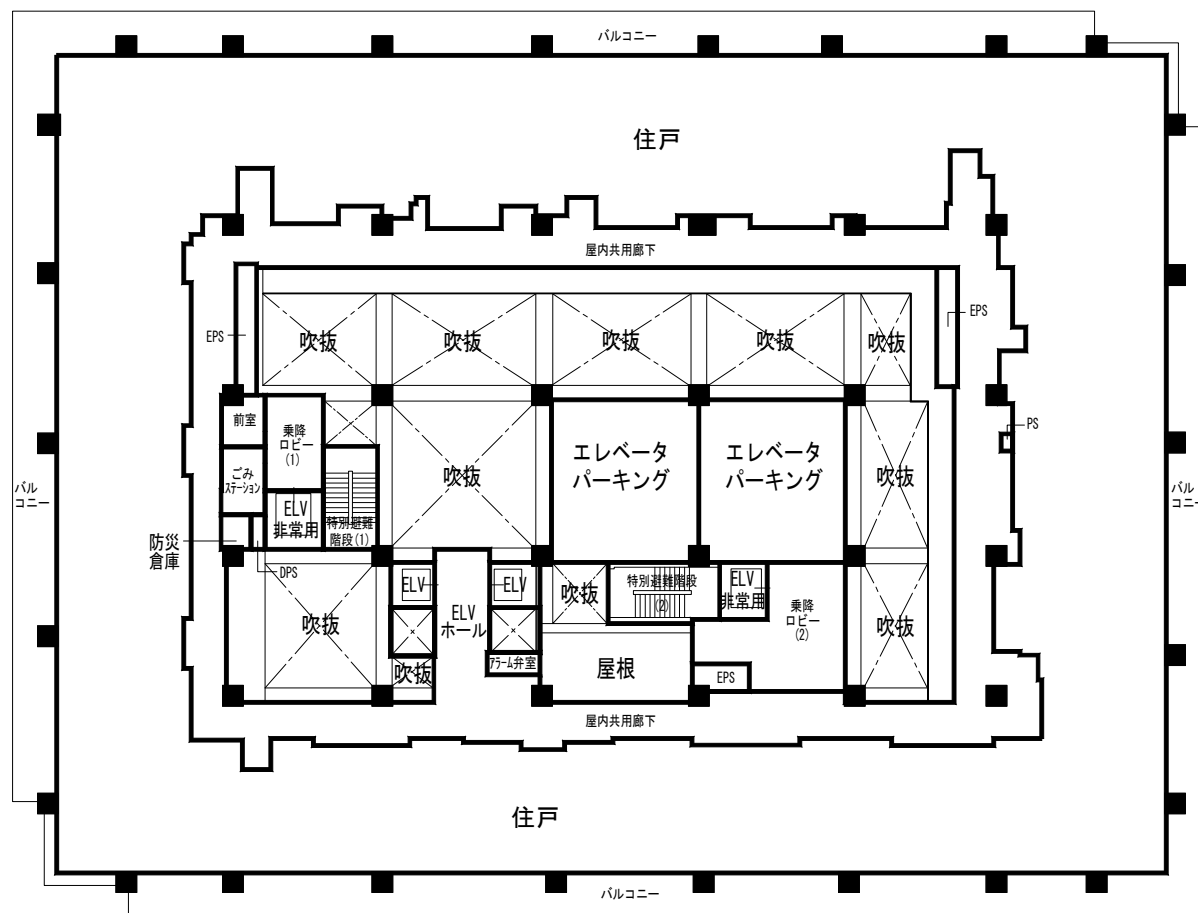 バルコニー
住戸
屋内共用廊下
EPS
吹抜
吹抜
吹抜
吹抜
吹抜
EPS
前室
乗降
ロビー
(1)
ごみ
ステーション
ELV
非常用
特別避難
階段(1)
吹抜
エレベータ
パーキング
エレベータ
パーキング
吹抜
PS
バル
コニー
バル
コニー
防災
倉庫
DPS
ELV
ELV
ELV
ホール
吹抜
特別避難階段
(2)
ELV
非常用
乗降
ロビー
(2)
吹抜
吹抜
吹抜
アラーム弁室
屋根
EPS
屋内共用廊下
住戸
バルコニー